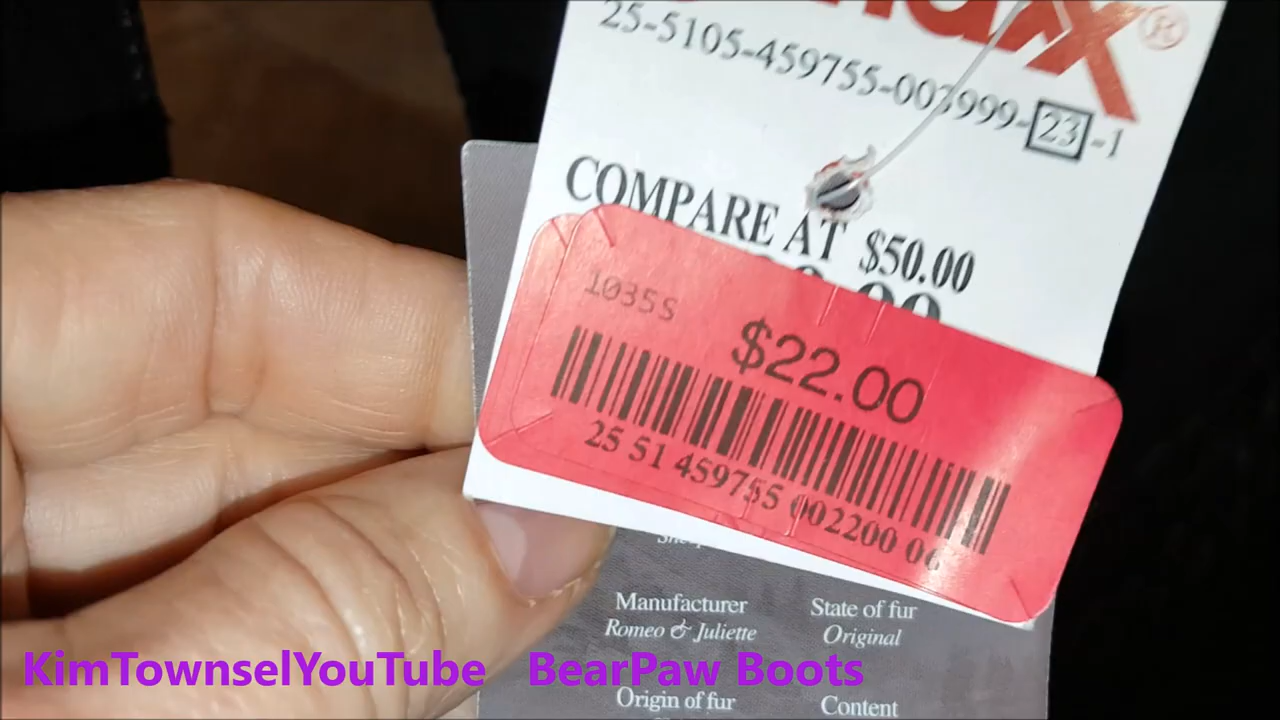 25-5105-459755-003999-23-1
COMPARE AT $50.00
1035S
$22.00
25 51 459755 002200 06
Manufacturer State of fur
Romeo & Juliette Original
Origin of fur Content
KimTownselYouTube BearPaw Boots